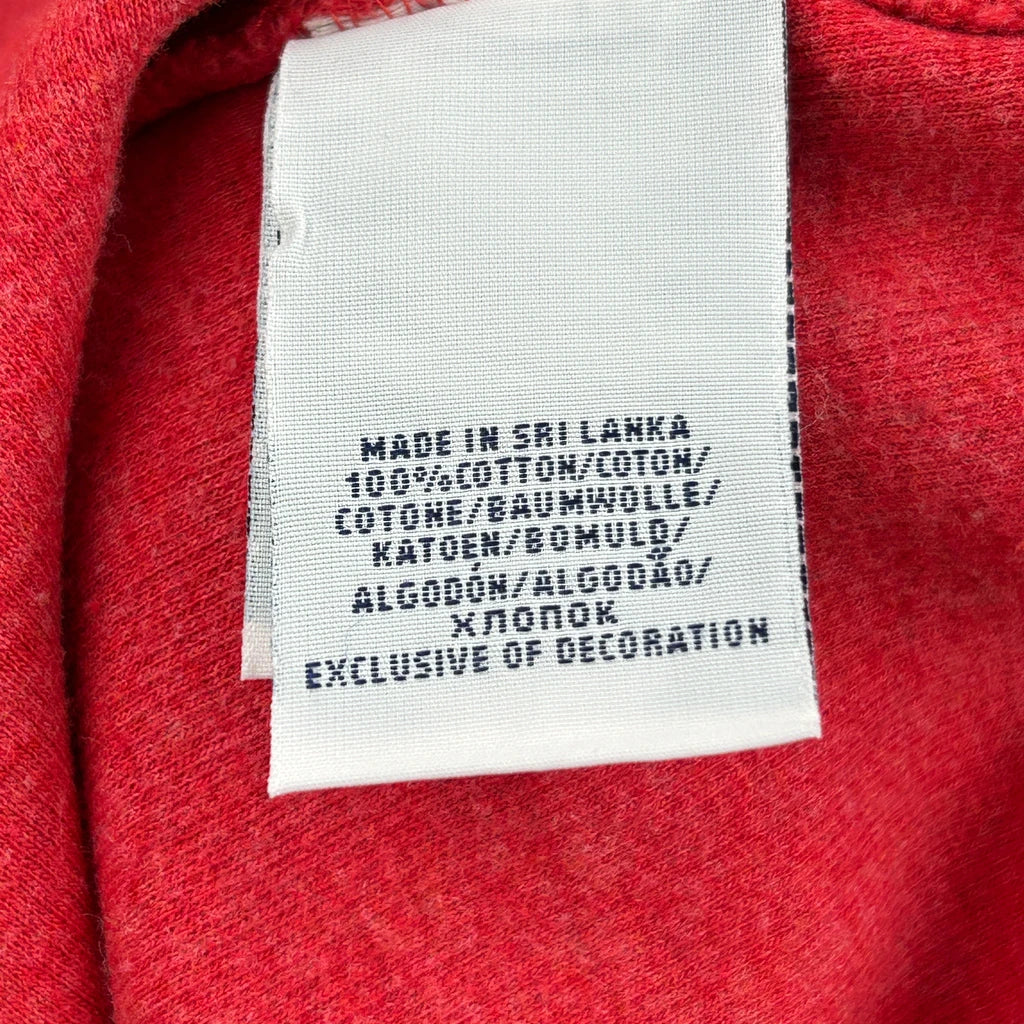 MADE IN SRI LANKA
100%COTTON/COTON/
COTONE/BAUMWOLLE/
KATOEN/BOMULD/
ALGODÓN/ALGODÃO/
ХЛОПОК
EXCLUSIVE OF DECORATION